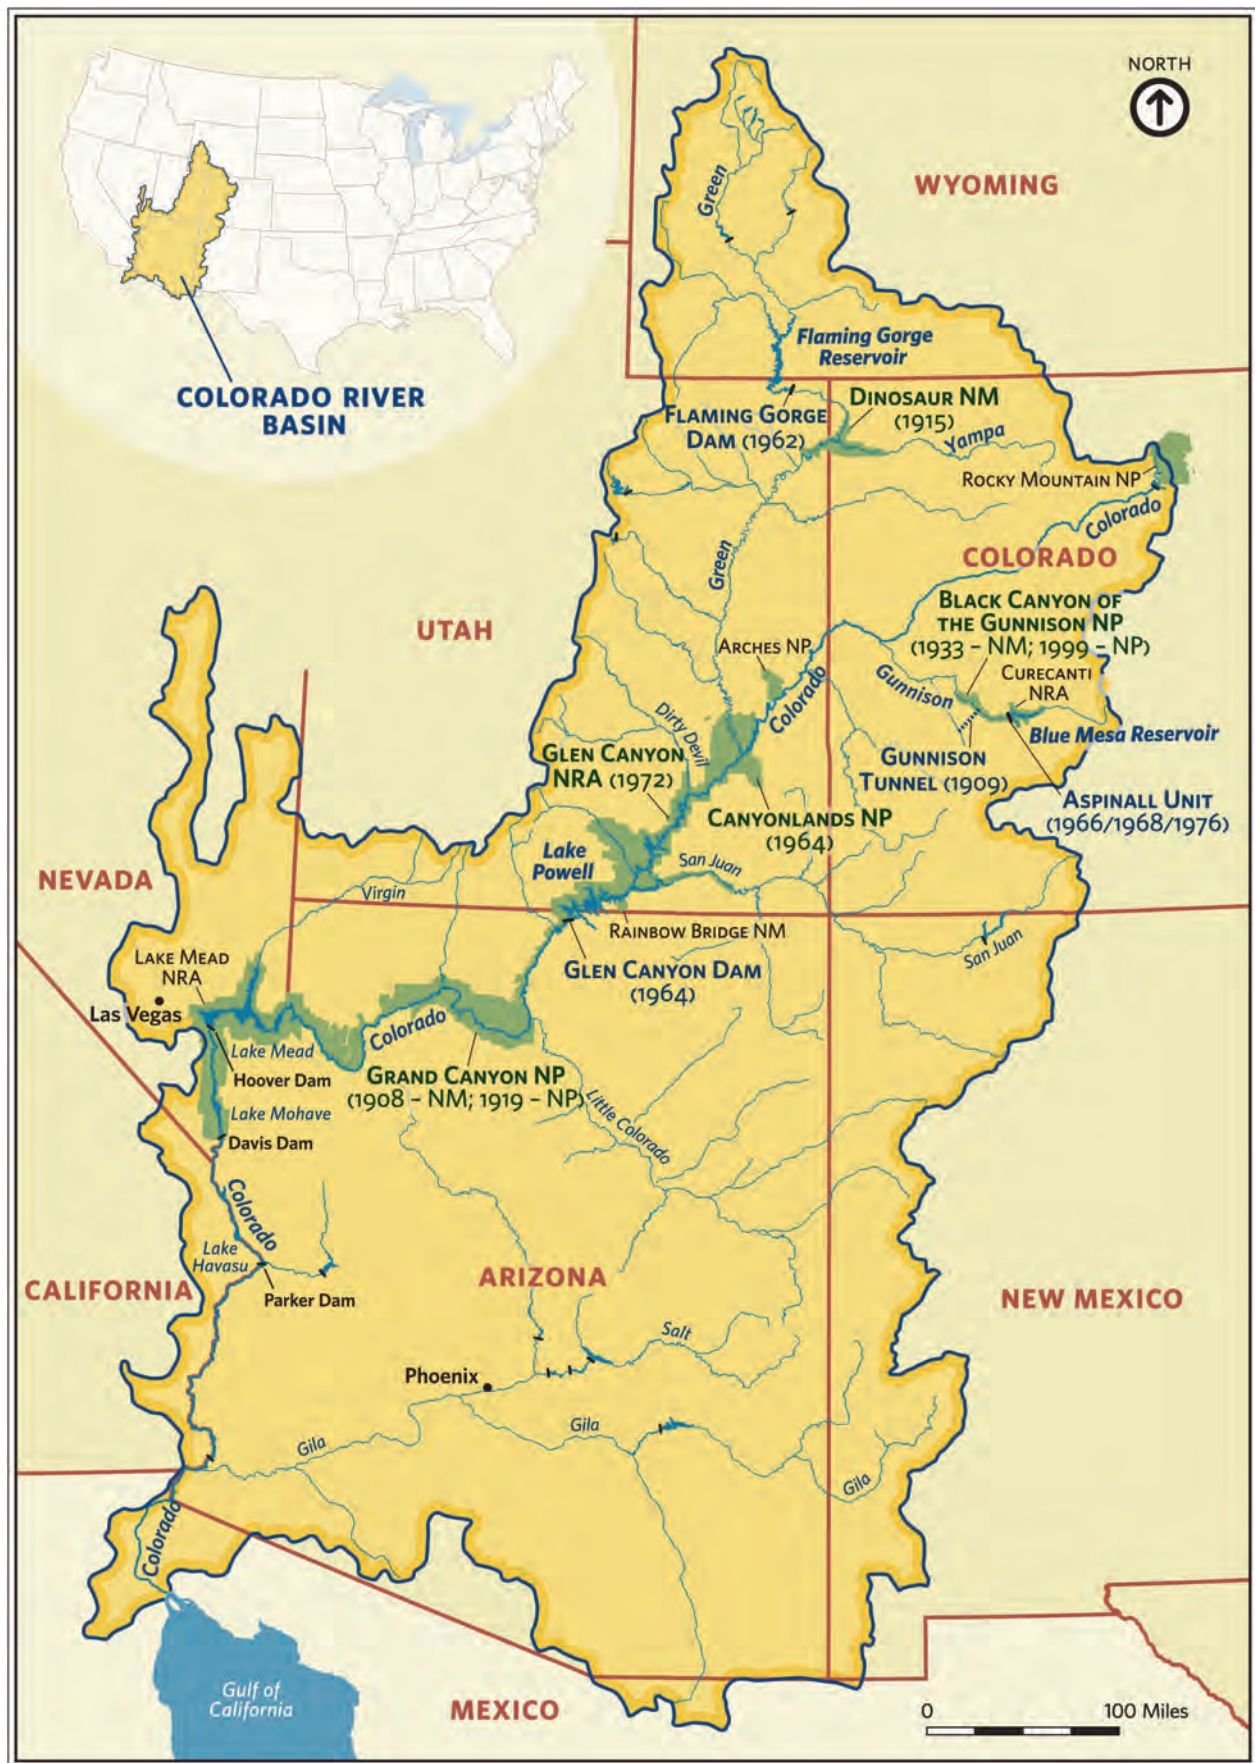 NORTH
WYOMING
Green
Flaming Gorge
Reservoir
COLORADO RIVER
BASIN
FLAMING GORGE
DAM (1962)
DINOSAUR NM
(1915)
Yampa
ROCKY MOUNTAIN NP
Colorado
COLORADO
Green
UTAH
BLACK CANYON OF
THE GUNNISON NP
(1933 – NM; 1999 – NP)
ARCHES NP
Colorado
Gunnison
CURECANTI
NRA
Blue Mesa Reservoir
Dirty Devil
GLEN CANYON
NRA (1972)
GUNNISON
TUNNEL (1909)
CANYONLANDS NP
(1964)
ASPINALL UNIT
(1966/1968/1976)
Lake
Powell
San Juan
NEVADA
Virgin
RAINBOW BRIDGE NM
San Juan
LAKE MEAD
NRA
GLEN CANYON DAM
(1964)
Las Vegas
Colorado
Lake Mead
Hoover Dam
GRAND CANYON NP
(1908 – NM; 1919 – NP)
Lake Mohave
Davis Dam
Little Colorado
Colorado
Lake
Havasu
CALIFORNIA
Parker Dam
ARIZONA
NEW MEXICO
Salt
Phoenix
Gila
Gila
Gila
Colorado
Gulf of
California
MEXICO
0 100 Miles